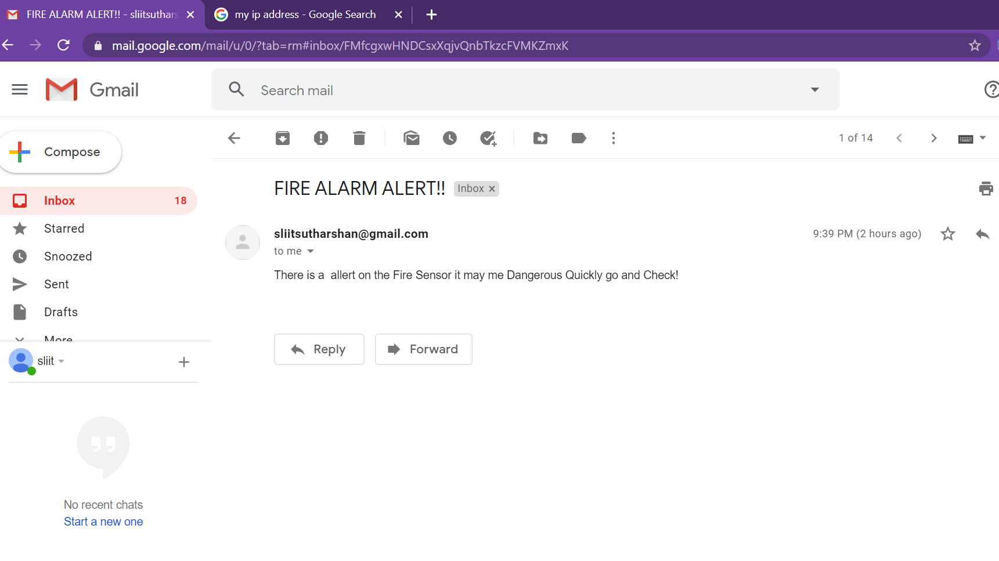 FIRE ALARM ALERT!! - sliitsuthars
my ip address - Google Search
mail.google.com/mail/u/0/?tab=rm#inbox/FMfcgxwHNDCsxXqjvQnbTkzcFVMKZmxK
Gmail
Search mail
Compose
1 of 14
FIRE ALARM ALERT!! Inbox
Inbox 18
Starred
Snoozed
Sent
Drafts
More
sliitsutharshan@gmail.com
9:39 PM (2 hours ago)
to me
There is a  allert on the Fire Sensor it may me Dangerous Quickly go and Check!
Reply
Forward
sliit
No recent chats
Start a new one